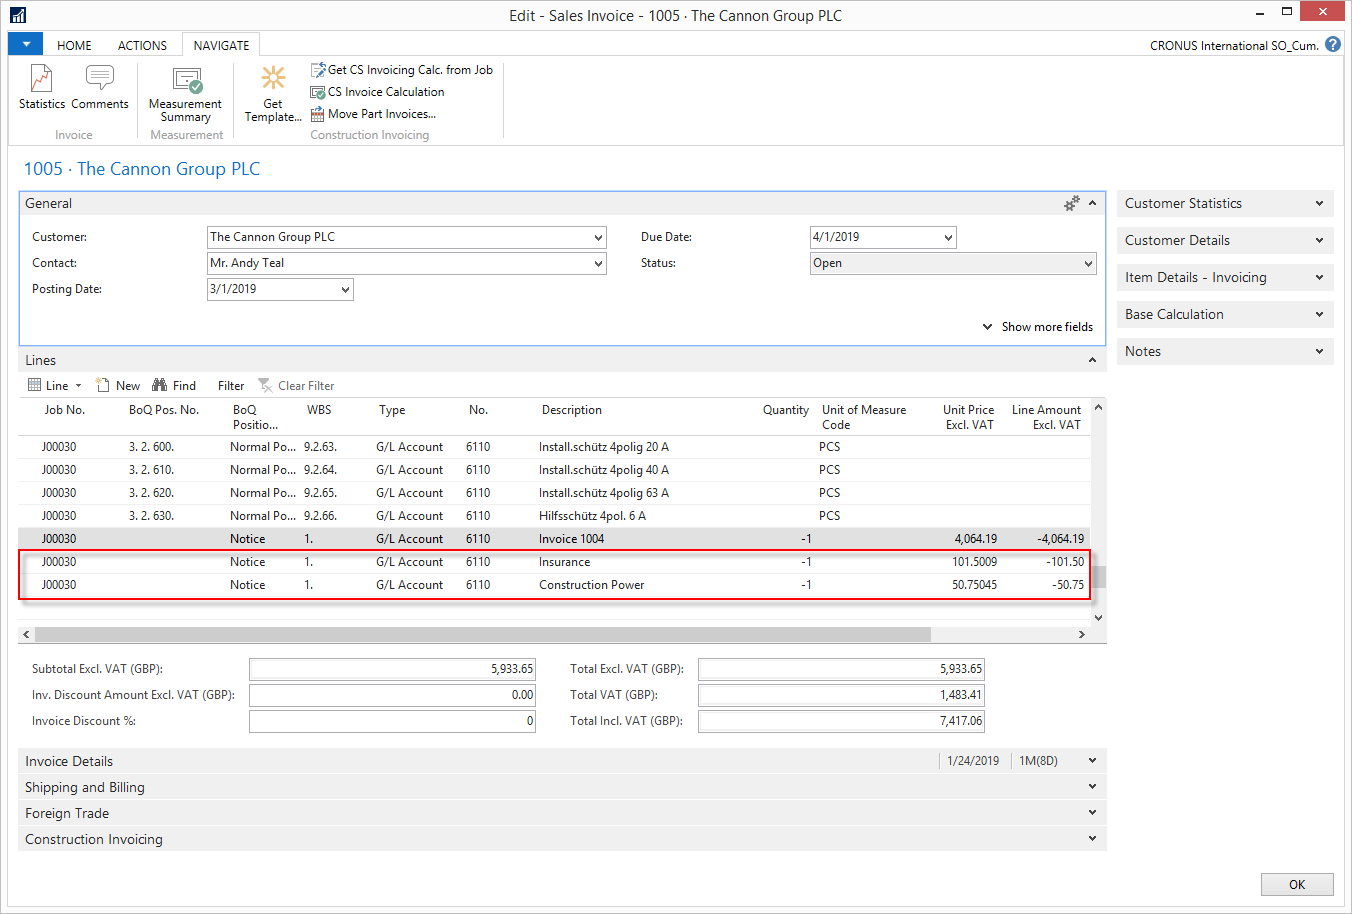 Edit - Sales Invoice - 1005 · The Cannon Group PLC
HOME ACTIONS NAVIGATE
CRONUS International SO_Cum.
Statistics Comments
Invoice
Measurement Summary
Measurement
Get Template...
Get CS Invoicing Calc. from Job
CS Invoice Calculation
Move Part Invoices...
Construction Invoicing
1005 · The Cannon Group PLC
General
Customer: The Cannon Group PLC
Contact: Mr. Andy Teal
Posting Date: 3/1/2019
Due Date: 4/1/2019
Status: Open
Show more fields
Lines
Line New Find Filter Clear Filter
Job No. BoQ Pos. No. BoQ Positio... WBS Type No. Description Quantity Unit of Measure Code Unit Price Excl. VAT Line Amount Excl. VAT
J00030 3. 2. 600. Normal Po... 9.2.63. G/L Account 6110 Install.schütz 4polig 20 A PCS
J00030 3. 2. 610. Normal Po... 9.2.64. G/L Account 6110 Install.schütz 4polig 40 A PCS
J00030 3. 2. 620. Normal Po... 9.2.65. G/L Account 6110 Install.schütz 4polig 63 A PCS
J00030 3. 2. 630. Normal Po... 9.2.66. G/L Account 6110 Hilfsschütz 4pol. 6 A PCS
J00030 Notice 1. G/L Account 6110 Invoice 1004 -1 4,064.19 -4,064.19
J00030 Notice 1. G/L Account 6110 Insurance -1 101.5009 -101.50
J00030 Notice 1. G/L Account 6110 Construction Power -1 50.75045 -50.75
Subtotal Excl. VAT (GBP): 5,933.65
Inv. Discount Amount Excl. VAT (GBP): 0.00
Invoice Discount %: 0
Total Excl. VAT (GBP): 5,933.65
Total VAT (GBP): 1,483.41
Total Incl. VAT (GBP): 7,417.06
Invoice Details 1/24/2019 1M(8D)
Shipping and Billing
Foreign Trade
Construction Invoicing
Customer Statistics
Customer Details
Item Details - Invoicing
Base Calculation
Notes
OK